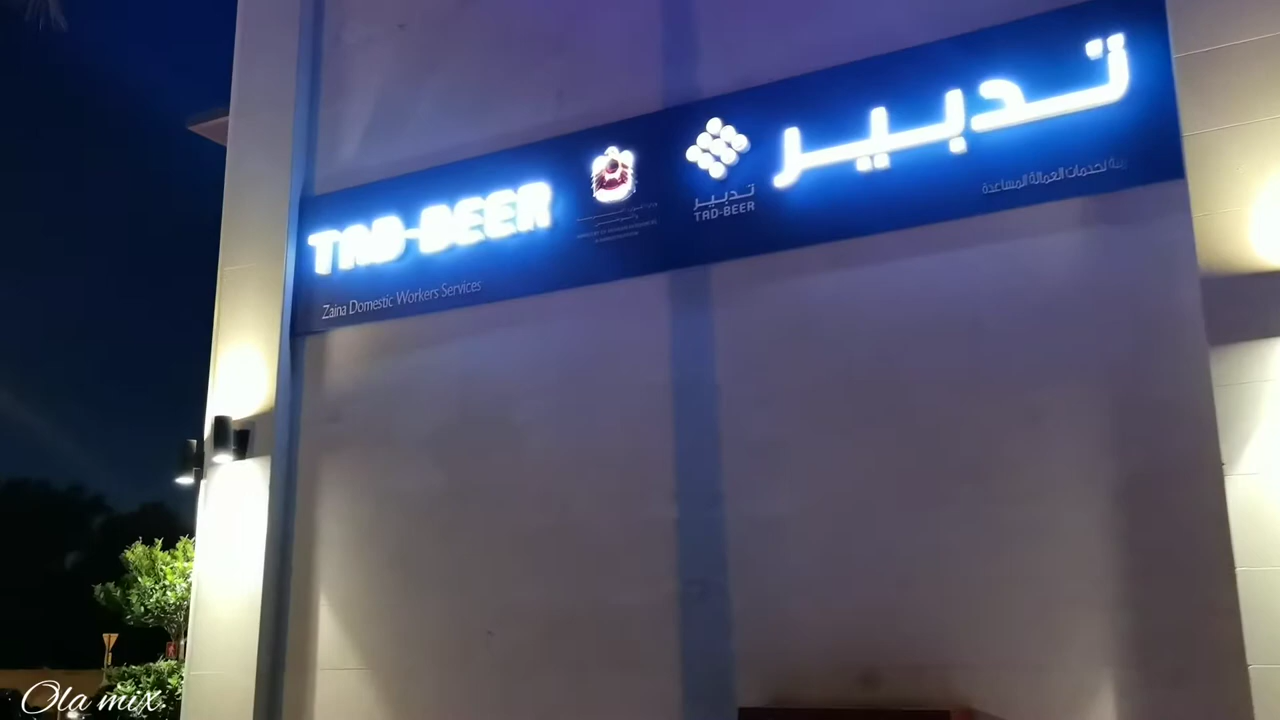 TAD-BEER
Zaina Domestic Workers Services
تدبير
TAD-BEER
تدبير
لخدمات العمالة المساعدة
Ola mix